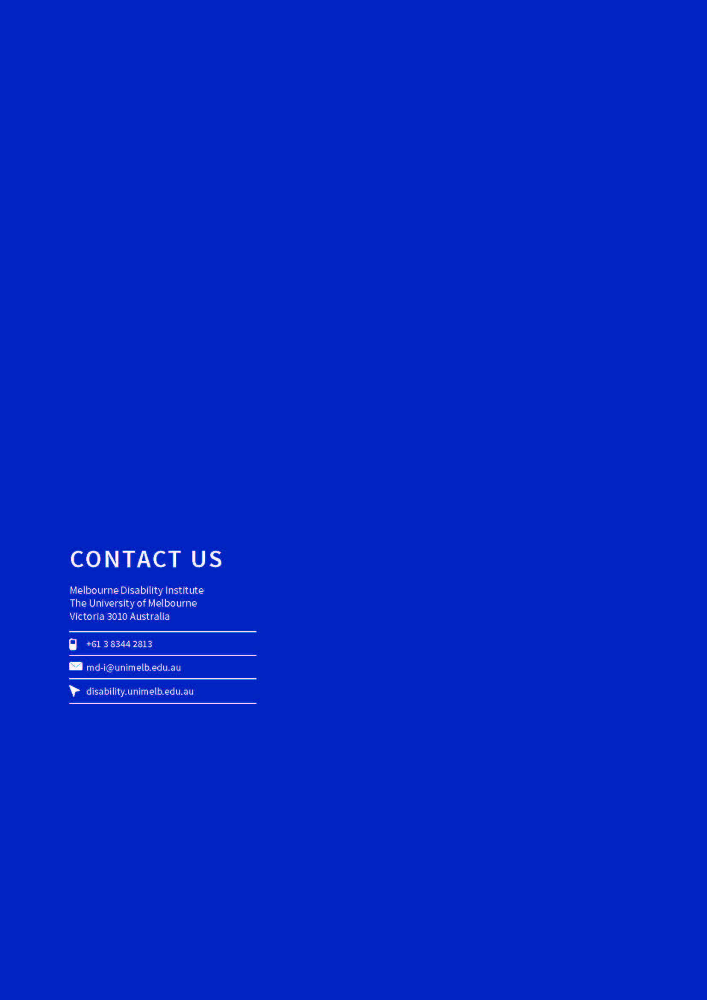 CONTACT US
Melbourne Disability Institute
The University of Melbourne
Victoria 3010 Australia
+61 3 8344 2813
md-i@unimelb.edu.au
disability.unimelb.edu.au